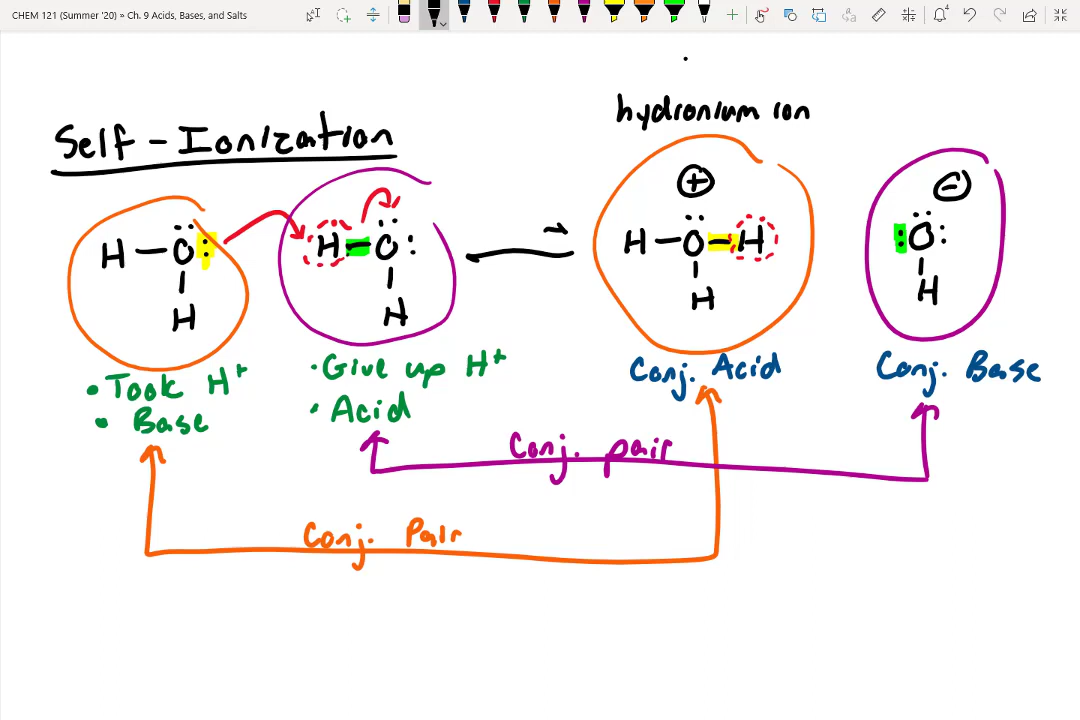 CHEM 121 (Summer '20) » Ch. 9 Acids, Bases, and Salts
hydronium ion
Self-Ionization
⊕ ⊖
H—O: H—O: H—O—H :O:
H H H H
• Took H+ • Give up H+ Conj. Acid Conj. Base
• Base • Acid
Conj. pair
Conj. Pair